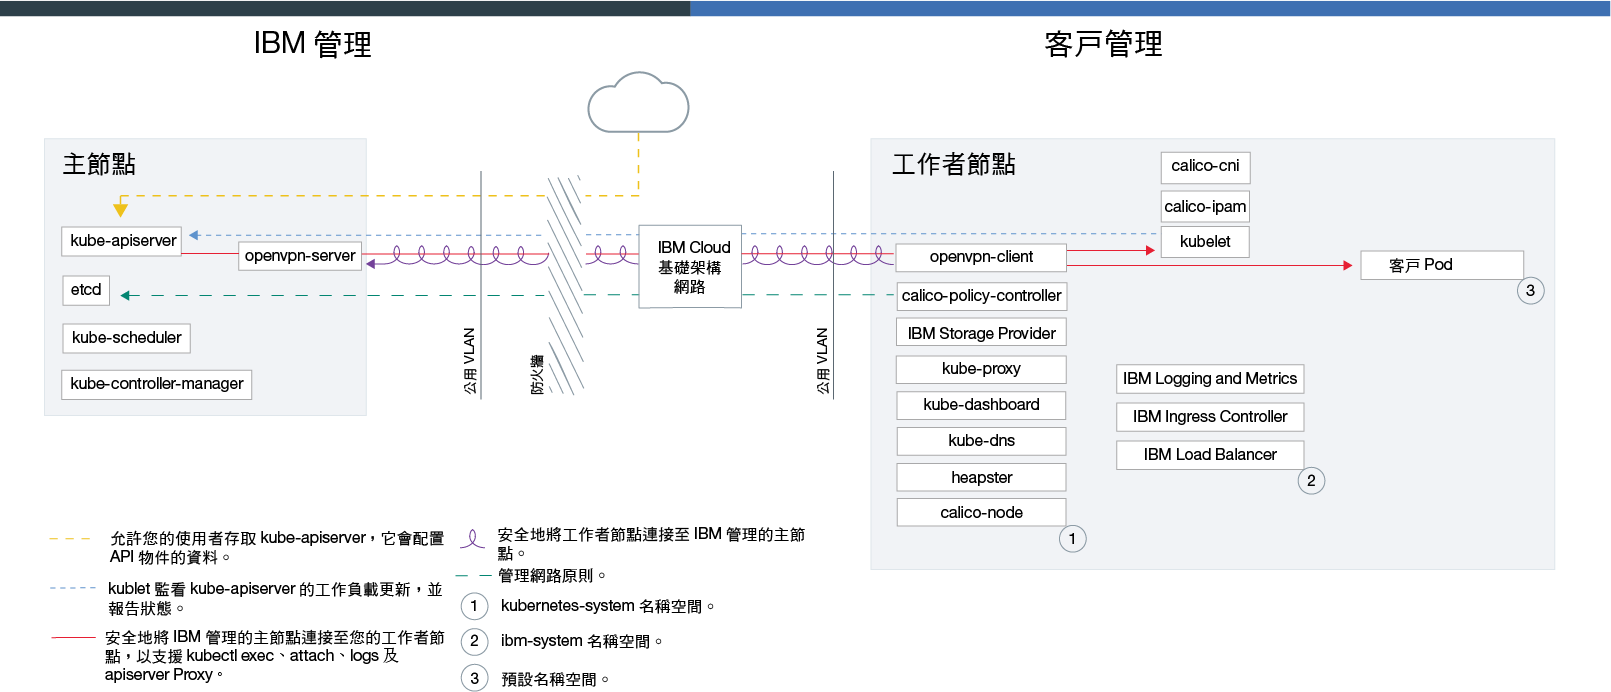 IBM 管理
客戶管理
主節點
kube-apiserver
openvpn-server
etcd
kube-scheduler
kube-controller-manager
公用 VLAN
防火牆
IBM Cloud
基礎架構
網路
公用 VLAN
工作者節點
calico-cni
calico-ipam
kubelet
openvpn-client
客戶 Pod
3
calico-policy-controller
IBM Storage Provider
kube-proxy
kube-dashboard
kube-dns
heapster
calico-node
1
IBM Logging and Metrics
IBM Ingress Controller
IBM Load Balancer
2
允許您的使用者存取 kube-apiserver，它會配置
API 物件的資料。
kublet 監看 kube-apiserver 的工作負載更新，並
報告狀態。
安全地將 IBM 管理的主節點連接至您的工作者節
點，以支援 kubectl exec、attach、logs 及
apiserver Proxy。
安全地將工作者節點連接至 IBM 管理的主節
點。
管理網路原則。
1 kubernetes-system 名稱空間。
2 ibm-system 名稱空間。
3 預設名稱空間。